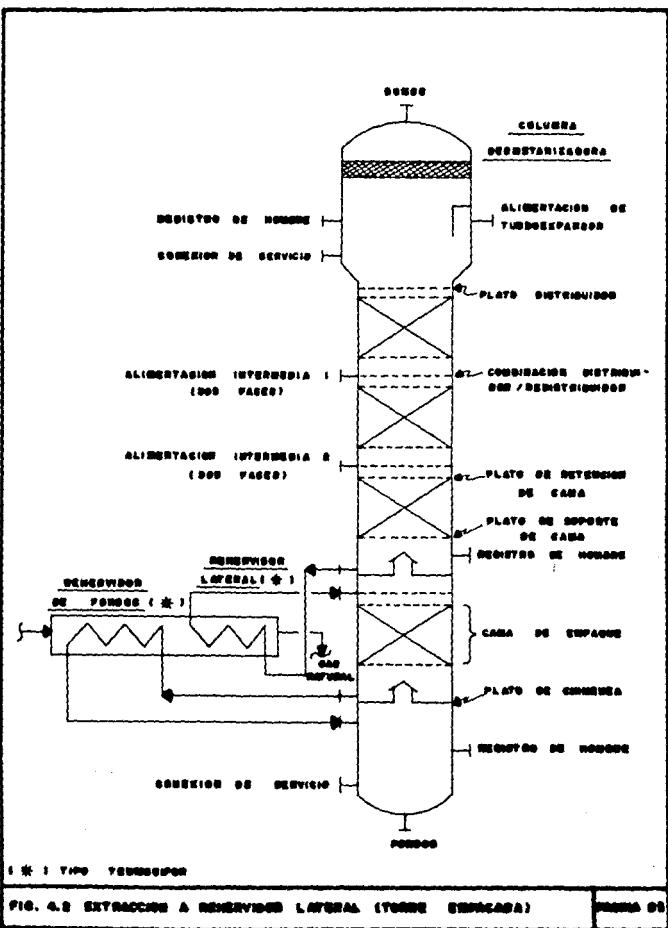 DOMOS
COLUMNA
DESMETANIZADORA
REGISTRO DE HOMBRE
ALIMENTACION DE
TURBOEXPANSOR
CONEXION DE SERVICIO
PLATO DISTRIBUIDOR
ALIMENTACION INTERMEDIA 1
(DOS FASES)
COMBINACION DISTRIBUI-
DOR/REDISTRIBUIDOR
ALIMENTACION INTERMEDIA 2
(DOS FASES)
PLATO DE RETENCION
DE CAMA
PLATO DE SOPORTE
DE CAMA
REGISTRO DE HOMBRE
REHERVIDOR
LATERAL (*)
REHERVIDOR
DE FONDOS (*)
CAMA DE EMPAQUE
GAS
NATURAL
PLATO DE CHIMENEA
REGISTRO DE HOMBRE
CONEXION DE SERVICIO
FONDOS
(*) TIPO TERMOSIFON
FIG. 4.2 EXTRACCION A REHERVIDOR LATERAL (TORRE EMPACADA)
PAGINA